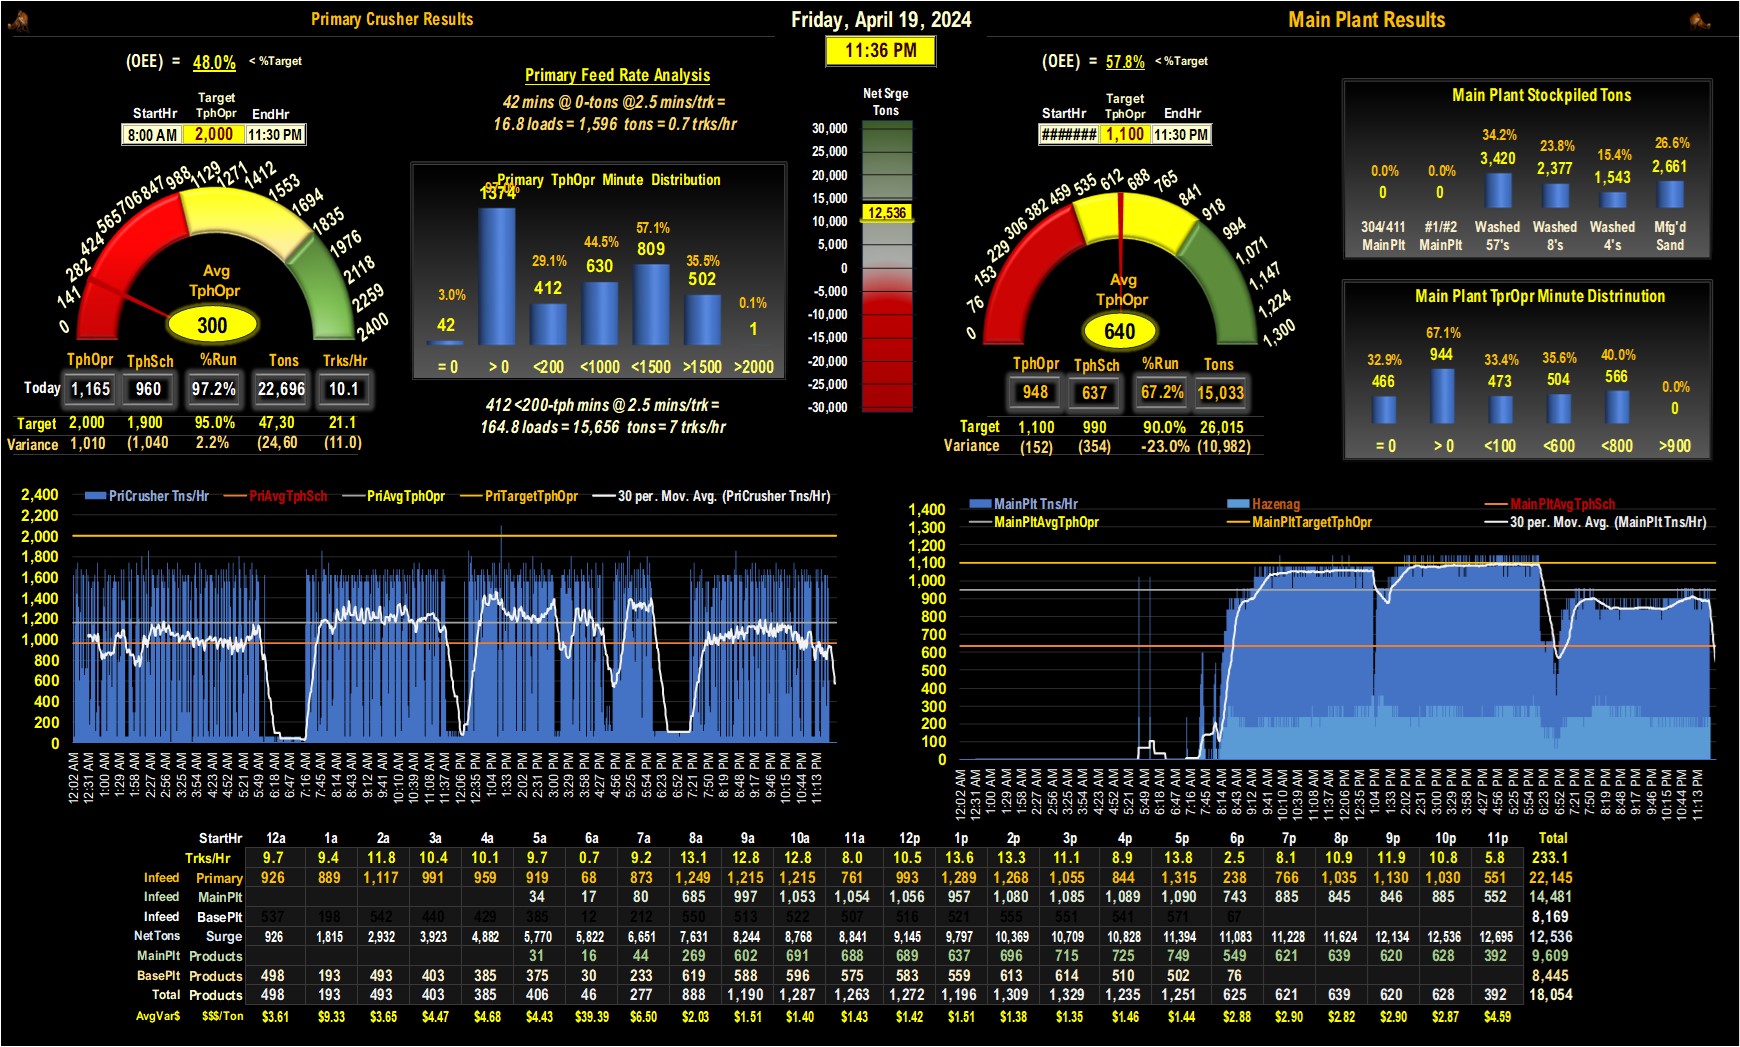 Primary Crusher Results
Friday, April 19, 2024
Main Plant Results
11:36 PM
(OEE) = 48.0% < %Target
StartHr Target TphOpr EndHr
8:00 AM 2,000 11:30 PM
0 141 282 424 565 706 847 988 1129 1271 1412 1553 1694 1835 1976 2118 2259 2400
Avg
TphOpr
300
TphOpr TphSch %Run Tons Trks/Hr
Today 1,165 960 97.2% 22,696 10.1
Target 2,000 1,900 95.0% 47,30 21.1
Variance 1,010 (1,040 2.2% (24,60 (11.0)
Primary Feed Rate Analysis
42 mins @ 0-tons @2.5 mins/trk =
16.8 loads = 1,596 tons = 0.7 trks/hr
Primary TphOpr Minute Distribution
3.0% 29.1% 44.5% 57.1% 35.5% 0.1%
42 1374 412 630 809 502 1
= 0 > 0 <200 <1000 <1500 >1500 >2000
412 <200-tph mins @ 2.5 mins/trk =
164.8 loads = 15,656 tons = 7 trks/hr
Net Srge
Tons
30,000
25,000
20,000
15,000
12,536
10,000
5,000
0
-5,000
-10,000
-15,000
-20,000
-25,000
-30,000
(OEE) = 57.8% < %Target
StartHr Target TphOpr EndHr
####### 1,100 11:30 PM
0 76 153 229 306 382 459 535 612 688 765 841 918 994 1,071 1,147 1,224 1,300
Avg
TphOpr
640
TphOpr TphSch %Run Tons
948 637 67.2% 15,033
Target 1,100 990 90.0% 26,015
Variance (152) (354) -23.0% (10,982)
Main Plant Stockpiled Tons
0.0% 0.0% 34.2% 23.8% 15.4% 26.6%
0 0 3,420 2,377 1,543 2,661
304/411 #1/#2 Washed Washed Washed Mfg'd
MainPlt MainPlt 57's 8's 4's Sand
Main Plant TprOpr Minute Distrinution
32.9% 67.1% 33.4% 35.6% 40.0% 0.0%
466 944 473 504 566 0
= 0 > 0 <100 <600 <800 >900
PriCrusher Tns/Hr PriAvgTphSch PriAvgTphOpr PriTargetTphOpr 30 per. Mov. Avg. (PriCrusher Tns/Hr)
2,400
2,200
2,000
1,800
1,600
1,400
1,200
1,000
800
600
400
200
0
12:02 AM 12:31 AM 1:00 AM 1:29 AM 1:58 AM 2:27 AM 2:56 AM 3:25 AM 3:54 AM 4:23 AM 4:52 AM 5:21 AM 5:49 AM 6:18 AM 6:47 AM 7:16 AM 7:45 AM 8:14 AM 8:43 AM 9:12 AM 9:41 AM 10:10 AM 10:39 AM 11:08 AM 11:37 AM 12:06 PM 12:35 PM 1:04 PM 1:33 PM 2:02 PM 2:31 PM 3:00 PM 3:29 PM 3:58 PM 4:27 PM 4:56 PM 5:25 PM 5:54 PM 6:23 PM 6:52 PM 7:21 PM 7:50 PM 8:19 PM 8:48 PM 9:17 PM 9:46 PM 10:15 PM 10:44 PM 11:13 PM
MainPlt Tns/Hr Hazenag MainPltAvgTphSch
MainPltAvgTphOpr MainPltTargetTphOpr 30 per. Mov. Avg. (MainPlt Tns/Hr)
1,400
1,300
1,200
1,100
1,000
900
800
700
600
500
400
300
200
100
0
12:02 AM 12:31 AM 1:00 AM 1:29 AM 1:58 AM 2:27 AM 2:56 AM 3:25 AM 3:54 AM 4:23 AM 4:52 AM 5:21 AM 5:49 AM 6:18 AM 6:47 AM 7:16 AM 7:45 AM 8:14 AM 8:43 AM 9:12 AM 9:41 AM 10:10 AM 10:39 AM 11:08 AM 11:37 AM 12:06 PM 12:35 PM 1:04 PM 1:33 PM 2:02 PM 2:31 PM 3:00 PM 3:29 PM 3:58 PM 4:27 PM 4:56 PM 5:25 PM 5:54 PM 6:23 PM 6:52 PM 7:21 PM 7:50 PM 8:19 PM 8:48 PM 9:17 PM 9:46 PM 10:15 PM 10:44 PM 11:13 PM
StartHr 12a 1a 2a 3a 4a 5a 6a 7a 8a 9a 10a 11a 12p 1p 2p 3p 4p 5p 6p 7p 8p 9p 10p 11p Total
Trks/Hr 9.7 9.4 11.8 10.4 10.1 9.7 0.7 9.2 13.1 12.8 12.8 8.0 10.5 13.6 13.3 11.1 8.9 13.8 2.5 8.1 10.9 11.9 10.8 5.8 233.1
Infeed Primary 926 889 1,117 991 959 919 68 873 1,249 1,215 1,215 761 993 1,289 1,268 1,055 844 1,315 238 766 1,035 1,130 1,030 551 22,145
Infeed MainPlt 34 17 80 685 997 1,053 1,054 1,056 957 1,080 1,085 1,089 1,090 743 885 845 846 885 552 14,481
Infeed BasePlt 537 198 542 440 429 385 12 212 550 513 522 507 516 521 555 551 541 571 67 8,169
NetTons Surge 926 1,815 2,932 3,923 4,882 5,770 5,822 6,651 7,631 8,244 8,768 8,841 9,145 9,797 10,369 10,709 10,828 11,394 11,083 11,228 11,624 12,134 12,536 12,695 12,536
MainPlt Products 31 16 44 269 602 691 688 689 637 696 715 725 749 549 621 639 620 628 392 9,609
BasePlt Products 498 193 493 403 385 375 30 233 619 588 596 575 583 559 613 614 510 502 76 8,445
Total Products 498 193 493 403 385 406 46 277 888 1,190 1,287 1,263 1,272 1,196 1,309 1,329 1,235 1,251 625 621 639 620 628 392 18,054
AvgVar$ $$$/Ton $3.61 $9.33 $3.65 $4.47 $4.68 $4.43 $39.39 $6.50 $2.03 $1.51 $1.40 $1.43 $1.42 $1.51 $1.38 $1.35 $1.46 $1.44 $2.88 $2.90 $2.82 $2.90 $2.87 $4.59